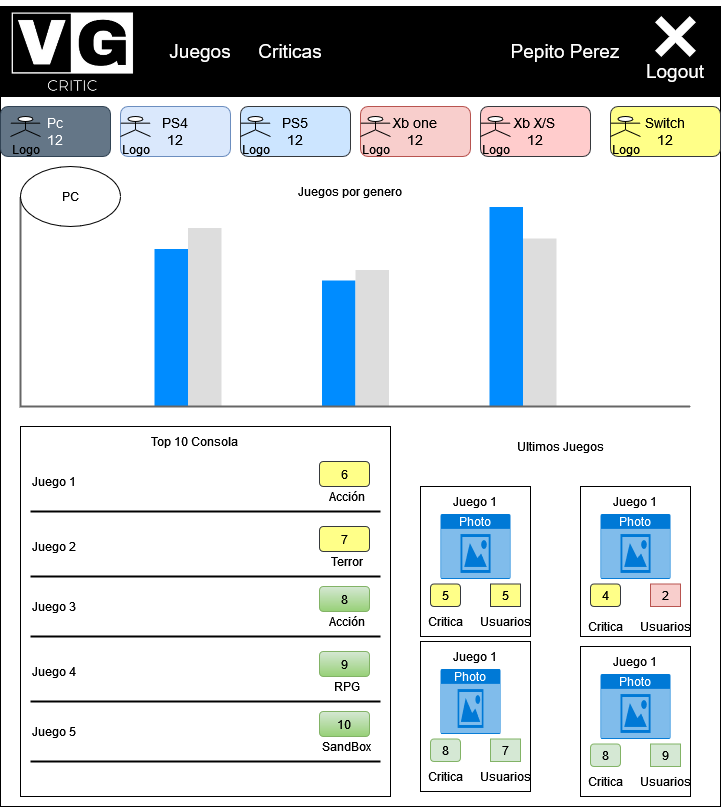 VG
CRITIC
Juegos
Criticas
Pepito Perez
Logout
Pc
12
Logo
PS4
12
Logo
PS5
12
Logo
Xb one
12
Logo
Xb X/S
12
Logo
Switch
12
Logo
PC
Juegos por genero
Top 10 Consola
Juego 1
6
Acción
Juego 2
7
Terror
Juego 3
8
Acción
Juego 4
9
RPG
Juego 5
10
SandBox
Ultimos Juegos
Juego 1
Photo
5
5
Critica
Usuarios
Juego 1
Photo
4
2
Critica
Usuarios
Juego 1
Photo
8
7
Critica
Usuarios
Juego 1
Photo
8
9
Critica
Usuarios